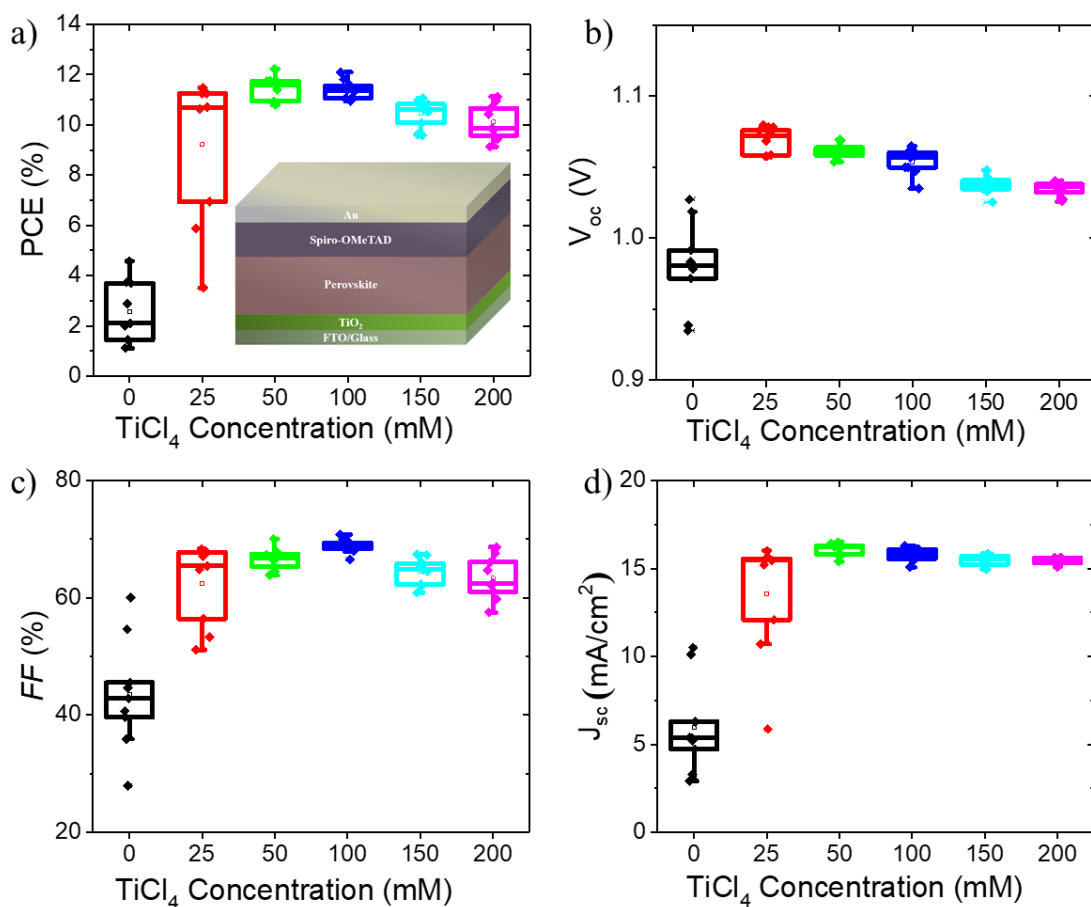 a)
PCE (%)
14
12
10
8
6
4
2
0
Au
Spiro-OMeTAD
Perovskite
TiO₂
FTO/Glass
0 25 50 100 150 200
TiCl₄ Concentration (mM)
b)
V_oc (V)
1.1
1.0
0.9
0 25 50 100 150 200
TiCl₄ Concentration (mM)
c)
FF (%)
80
60
40
20
0 25 50 100 150 200
TiCl₄ Concentration (mM)
d)
J_sc (mA/cm²)
20
15
10
5
0
0 25 50 100 150 200
TiCl₄ Concentration (mM)